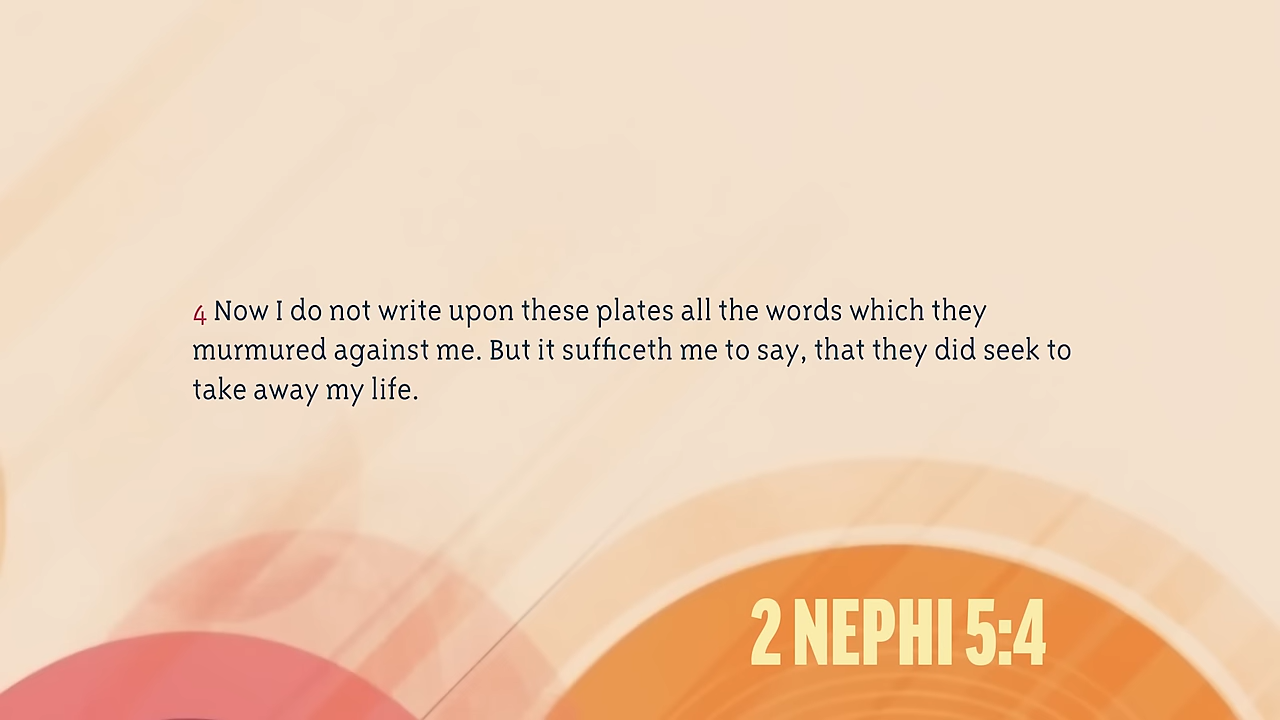 4 Now I do not write upon these plates all the words which they
murmured against me. But it sufficeth me to say, that they did seek to
take away my life.
2 NEPHI 5:4